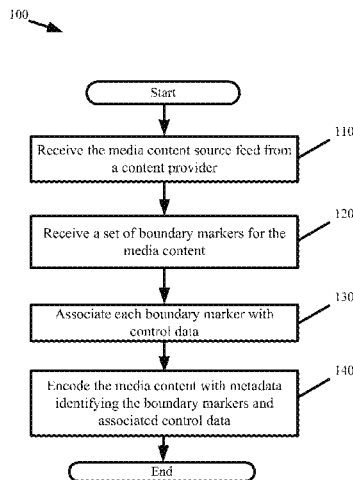 100
Start
110
Receive the media content source feed from
a content provider
120
Receive a set of boundary markers for the
media content
130
Associate each boundary marker with
control data
140
Encode the media content with metadata
identifying the boundary markers and
associated control data
End